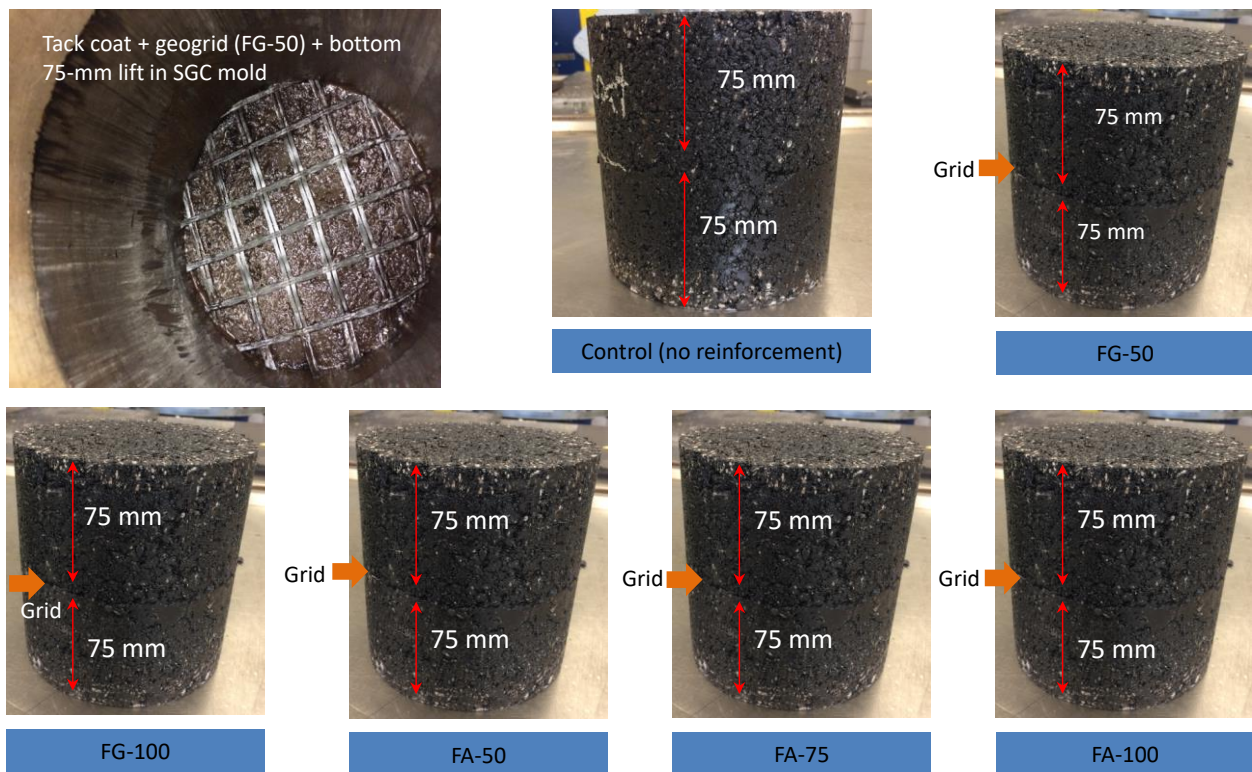 Tack coat + geogrid (FG-50) + bottom
75-mm lift in SGC mold
75 mm
75 mm
Control (no reinforcement)
Grid
75 mm
75 mm
FG-50
75 mm
Grid
75 mm
FG-100
Grid
75 mm
75 mm
FA-50
Grid
75 mm
75 mm
FA-75
Grid
75 mm
75 mm
FA-100